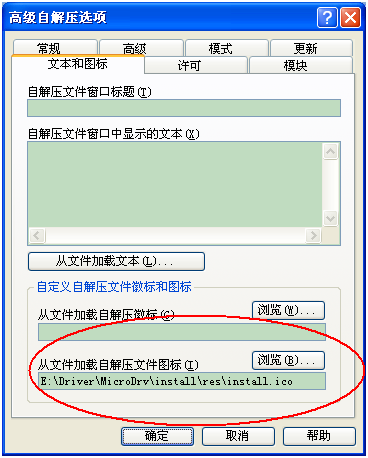 高级自解压选项
常规 高级 模式 更新
文本和图标 许可 模块
自解压文件窗口标题(T)
自解压文件窗口中显示的文本(X)
从文件加载文本(L)...
自定义自解压文件徽标和图标
从文件加载自解压徽标(G) 浏览(W)...
从文件加载自解压文件图标(I) 浏览(B)...
E:\Driver\MicroDrv\install\res\install.ico
确定 取消 帮助